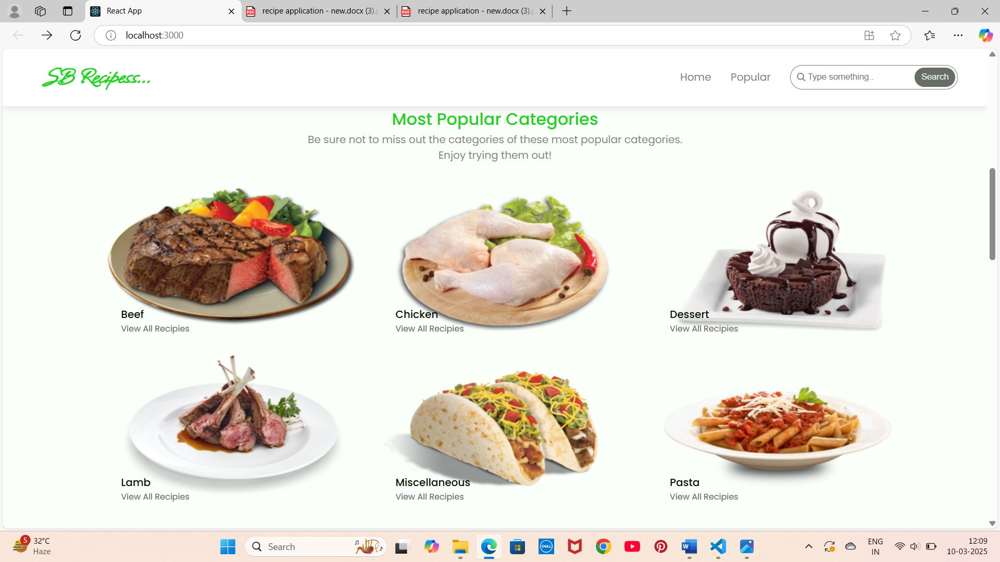 React App
recipe application - new.docx (3).
recipe application - new.docx (3).
localhost:3000
SB Recipess...
Home
Popular
Type something..
Search
Most Popular Categories
Be sure not to miss out the categories of these most popular categories.
Enjoy trying them out!
Beef
View All Recipies
Chicken
View All Recipies
Dessert
View All Recipies
Lamb
View All Recipies
Miscellaneous
View All Recipies
Pasta
View All Recipies
5
32°C
Haze
Search
DELL
ENG
IN
12:09
10-03-2025